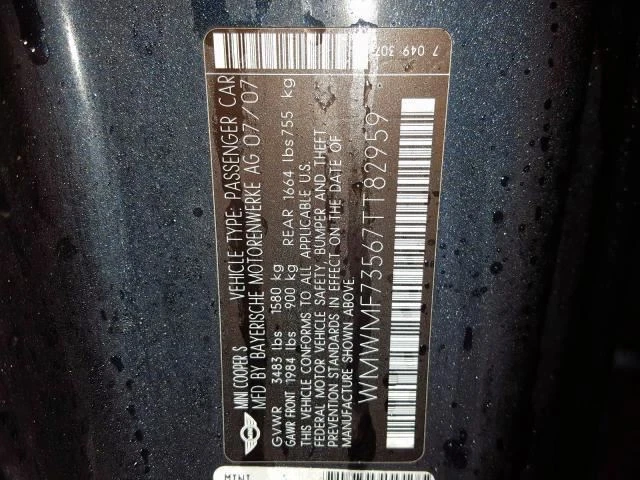 7 049 307
MINI COOPER S VEHICLE TYPE: PASSENGER CAR
MFD BY BAYERISCHE MOTORENWERKE AG 07/07
GVWR 3483 lbs 1580 kg
GAWR FRONT 1984 lbs 900 kg REAR 1664 lbs 755 kg
THIS VEHICLE CONFORMS TO ALL APPLICABLE U.S.
FEDERAL MOTOR VEHICLE SAFETY, BUMPER AND THEFT
PREVENTION STANDARDS IN EFFECT ON THE DATE OF
MANUFACTURE SHOWN ABOVE.
WMWMF73567TT82959
MINI